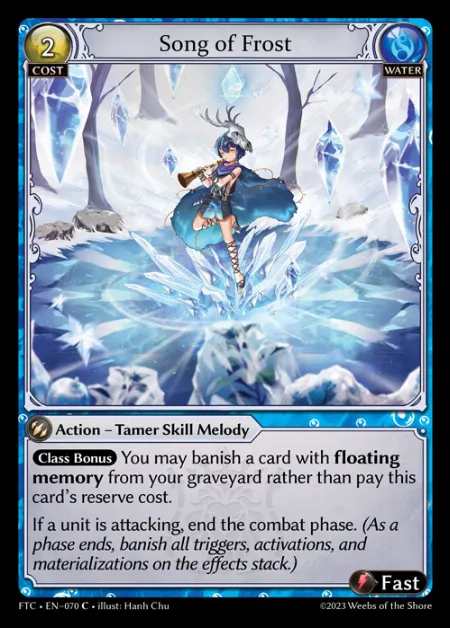 2
Song of Frost
COST
WATER
Action – Tamer Skill Melody
Class Bonus You may banish a card with floating
memory from your graveyard rather than pay this
card's reserve cost.
If a unit is attacking, end the combat phase. (As a
phase ends, banish all triggers, activations, and
materializations on the effects stack.)
Fast
FTC • EN–070 C • illust: Hanh Chu
©2023 Weebs of the Shore